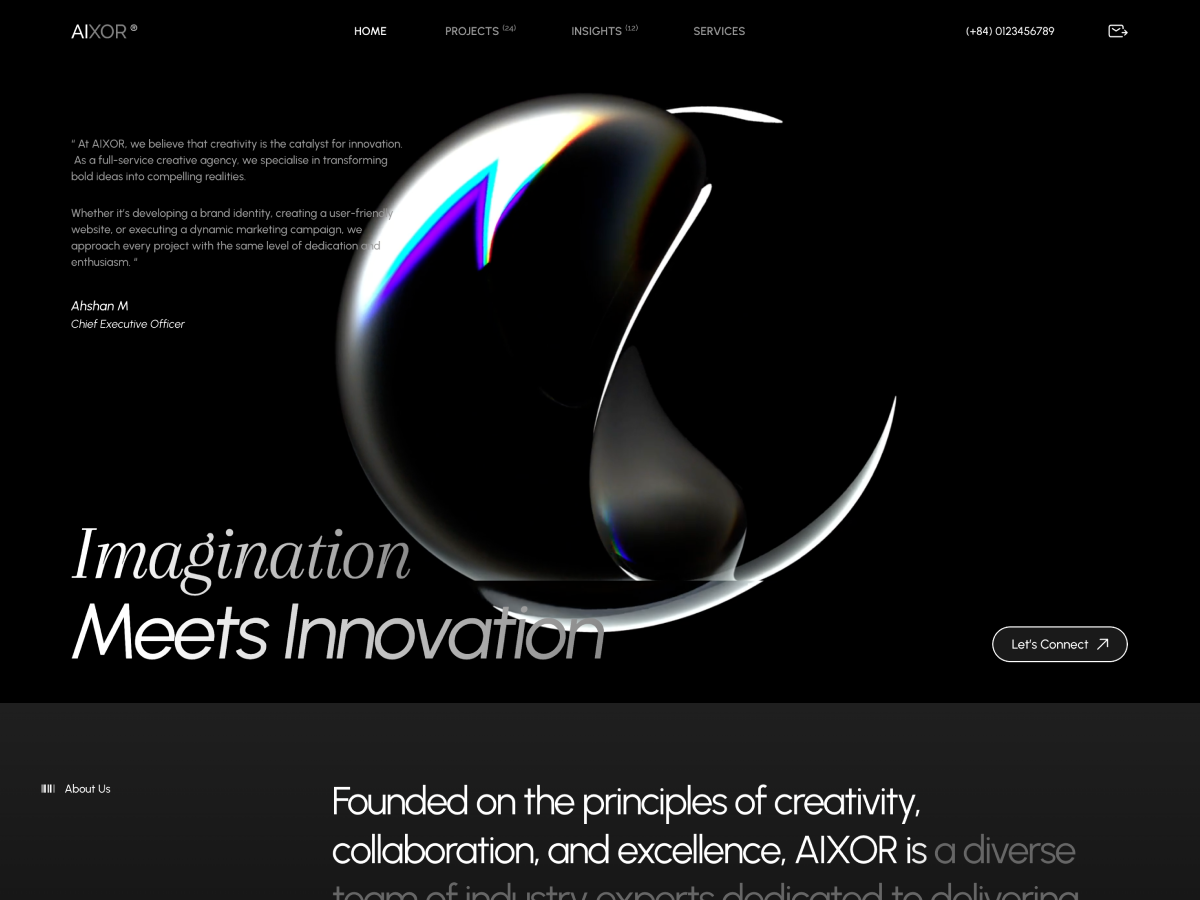 AIXOR ®
HOME
PROJECTS (24)
INSIGHTS (12)
SERVICES
(+84) 0123456789
“ At AIXOR, we believe that creativity is the catalyst for innovation.
As a full-service creative agency, we specialise in transforming
bold ideas into compelling realities.
Whether it's developing a brand identity, creating a user-friendly
website, or executing a dynamic marketing campaign, we
approach every project with the same level of dedication and
enthusiasm. “
Ahshan M
Chief Executive Officer
Imagination
Meets Innovation
Let's Connect
About Us
Founded on the principles of creativity,
collaboration, and excellence, AIXOR is a diverse
team of industry experts dedicated to delivering